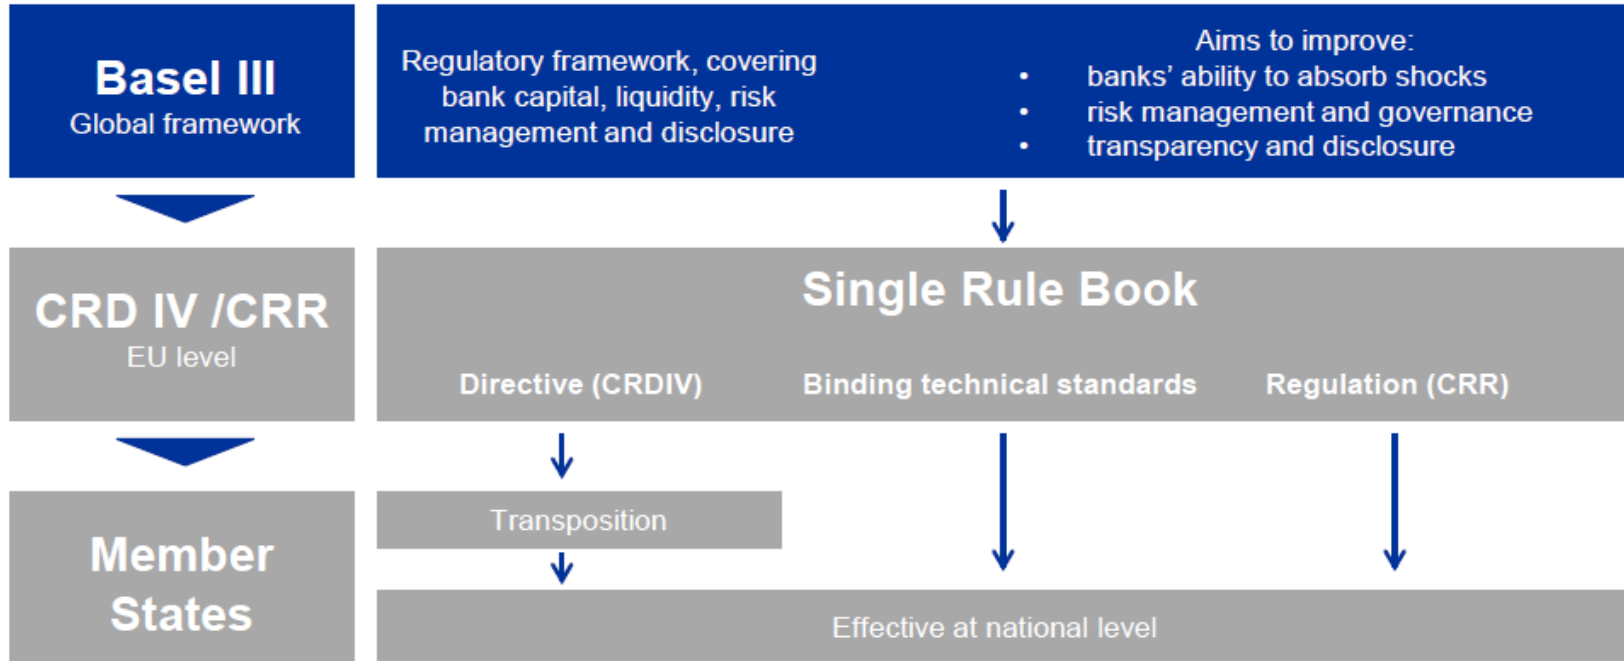 Basel III
Global framework
Regulatory framework, covering
bank capital, liquidity, risk
management and disclosure
Aims to improve:
• banks' ability to absorb shocks
• risk management and governance
• transparency and disclosure
CRD IV /CRR
EU level
Single Rule Book
Directive (CRDIV)
Binding technical standards
Regulation (CRR)
Member
States
Transposition
Effective at national level